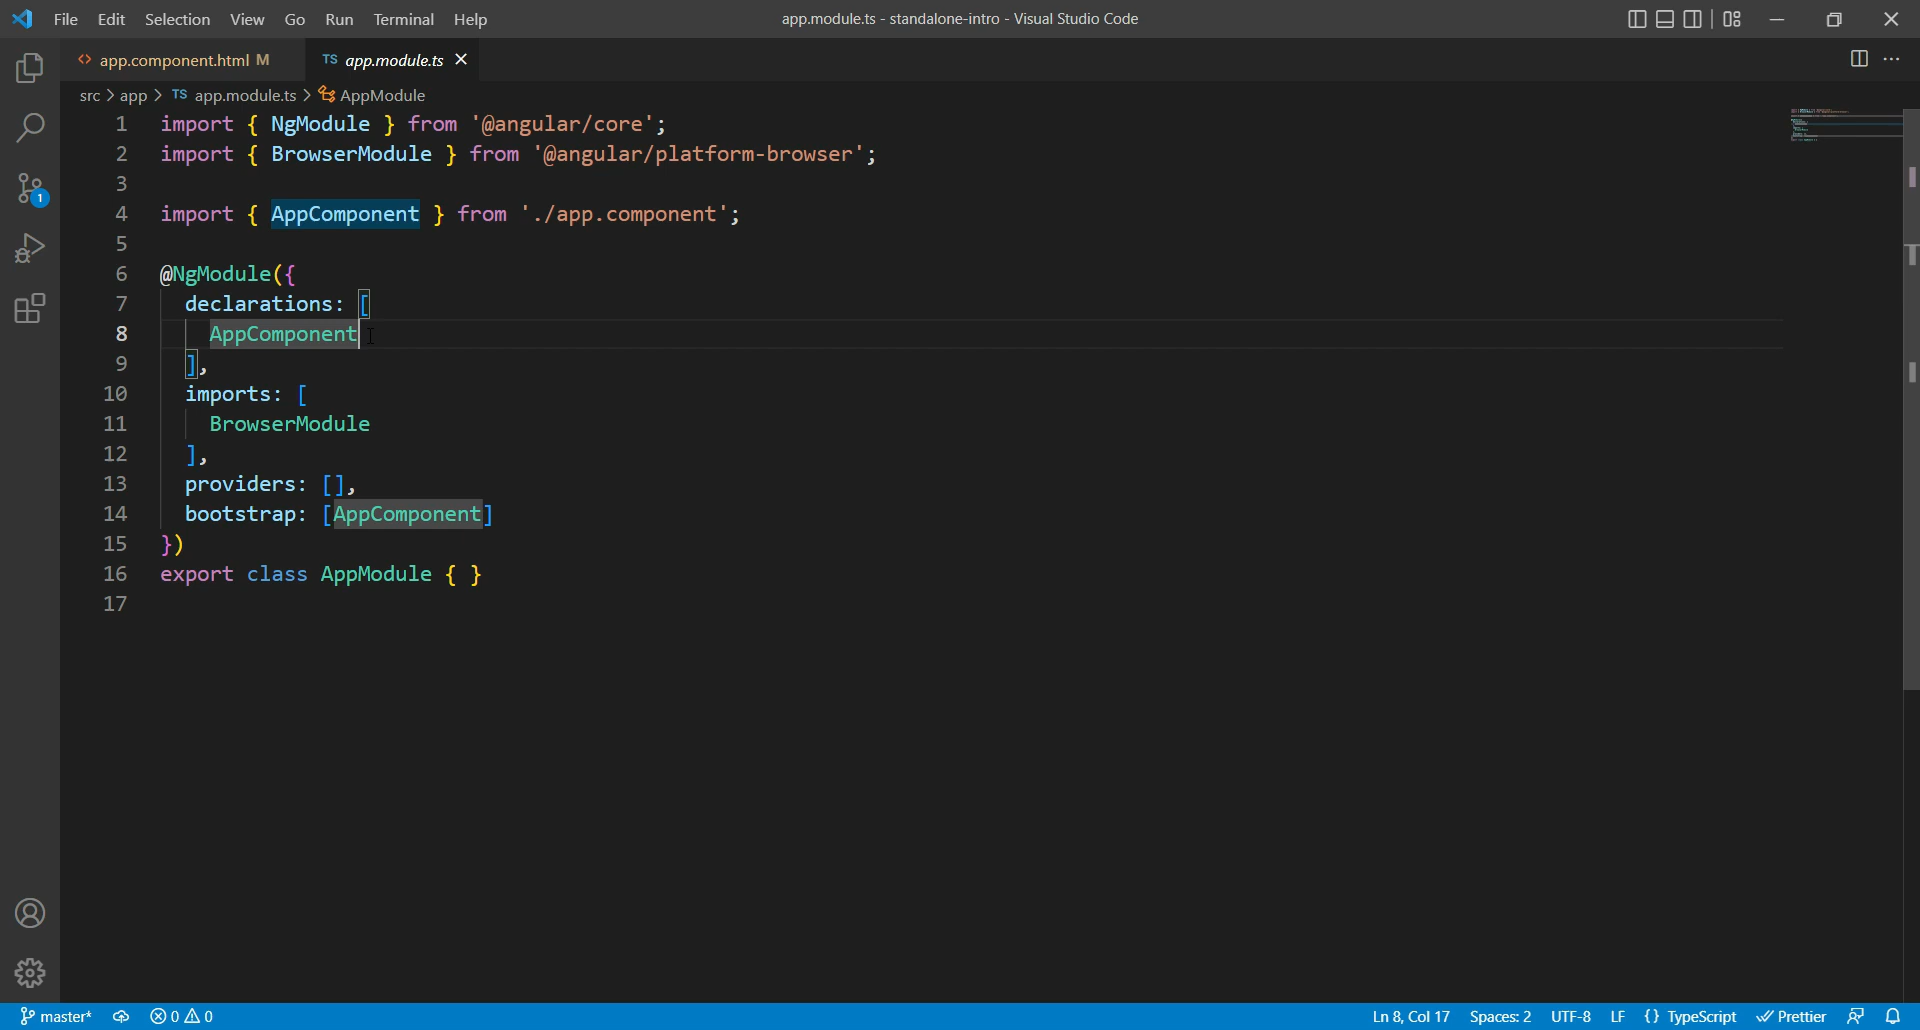 File Edit Selection View Go Run Terminal Help app.module.ts - standalone-intro - Visual Studio Code
<> app.component.html M TS app.module.ts
src > app > TS app.module.ts > AppModule
1 import { NgModule } from '@angular/core';
2 import { BrowserModule } from '@angular/platform-browser';
3
4 import { AppComponent } from './app.component';
5
6 @NgModule({
7 declarations: [
8 AppComponent
9 ],
10 imports: [
11 BrowserModule
12 ],
13 providers: [],
14 bootstrap: [AppComponent]
15 })
16 export class AppModule { }
17
1
master* 0 0 Ln 8, Col 17 Spaces: 2 UTF-8 LF {} TypeScript Prettier